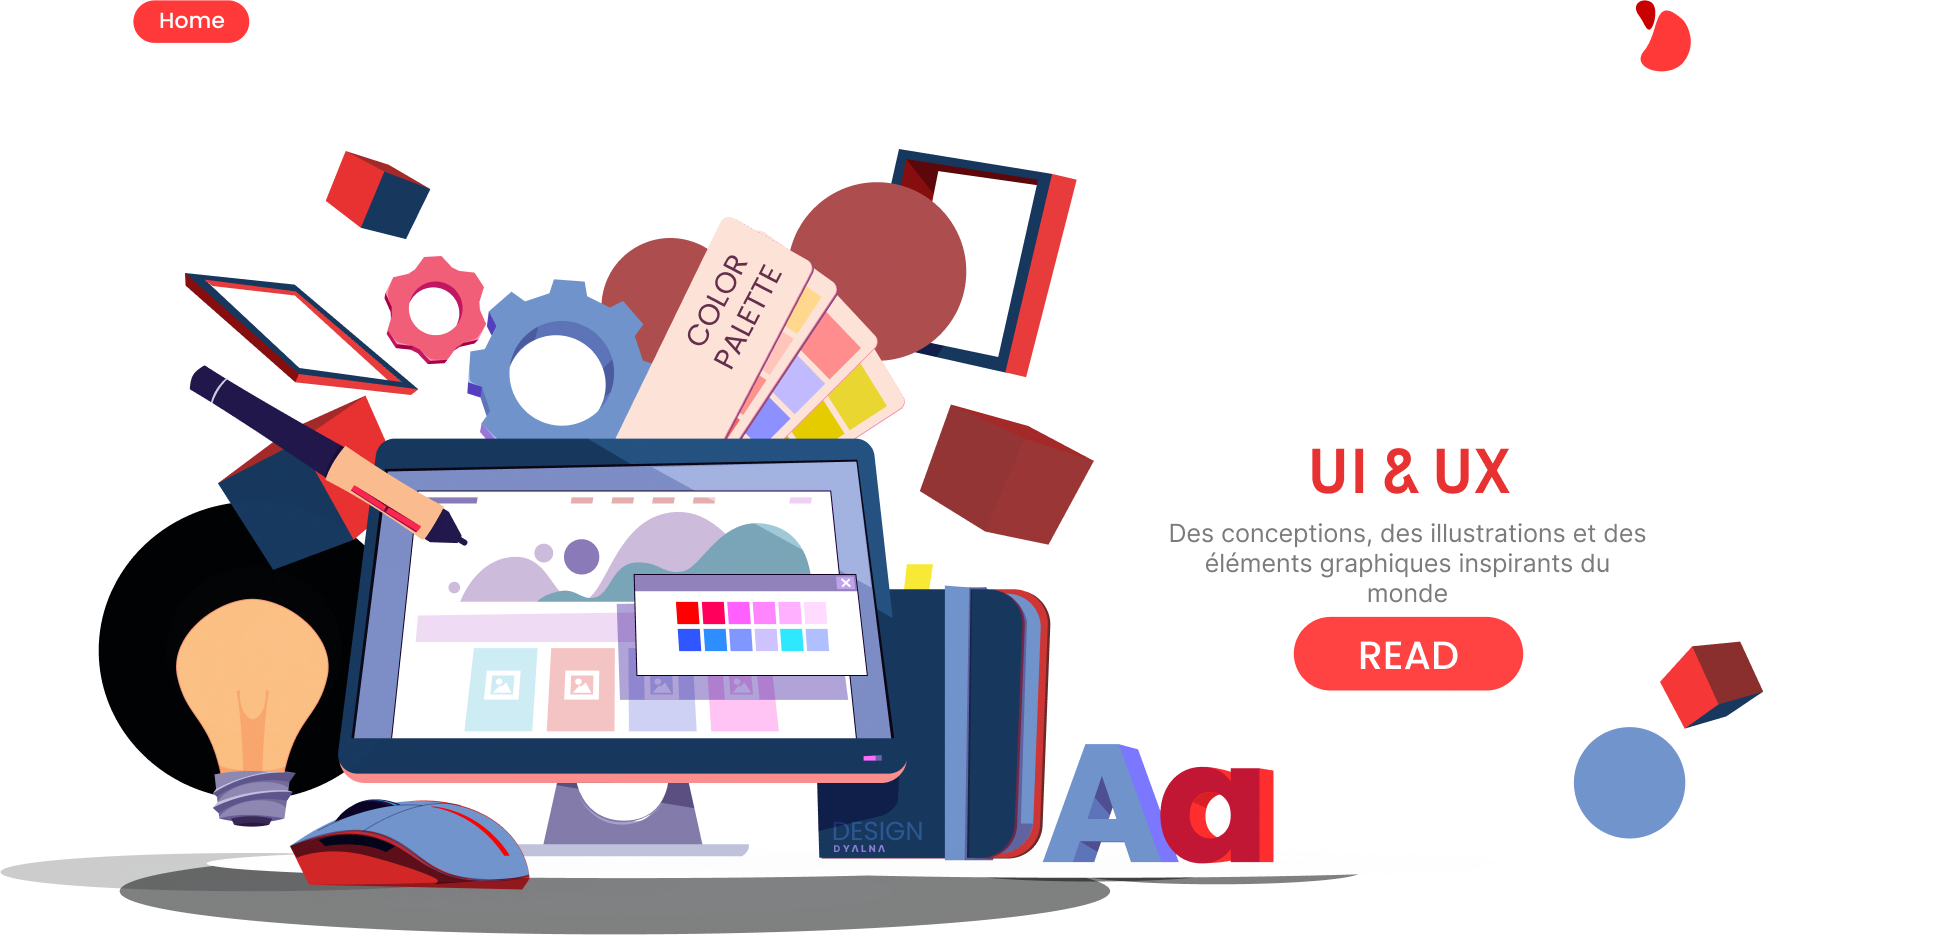 Home
COLOR
PALETTE
UI & UX
Des conceptions, des illustrations et des
éléments graphiques inspirants du
monde
READ
DESIGN
DYALNA
Aa